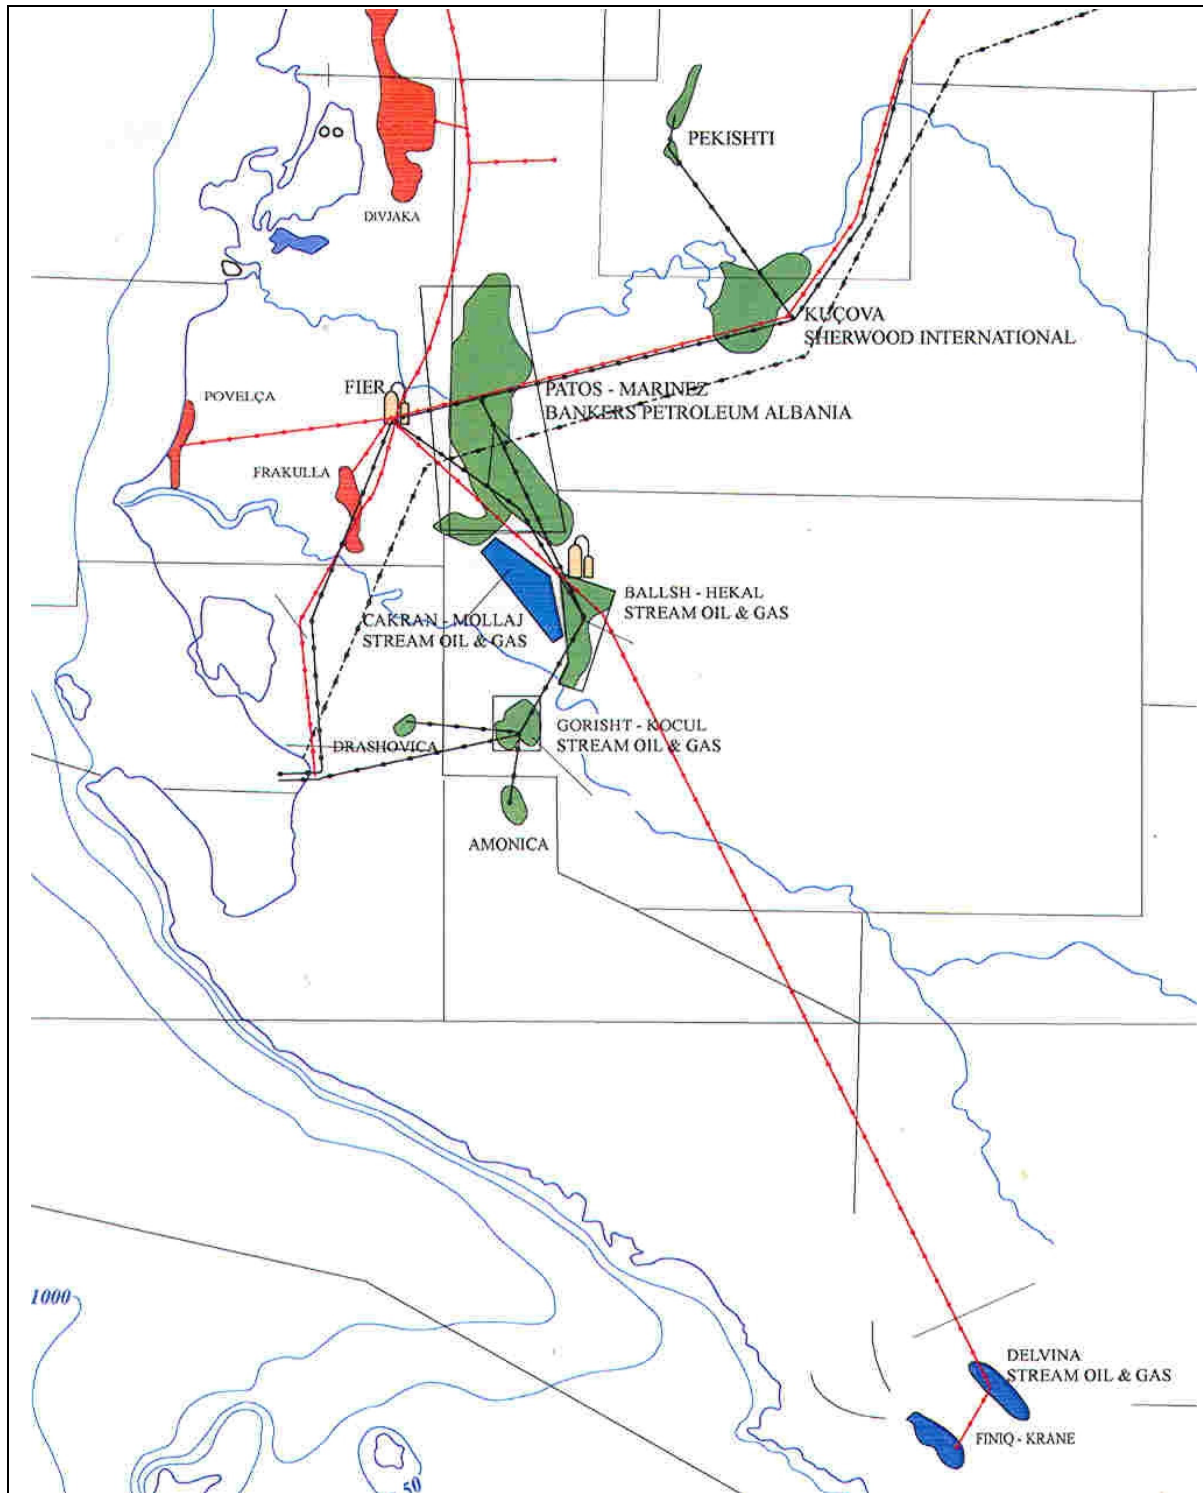 PEKISHTI
DIVJAKA
KUÇOVA
SHERWOOD INTERNATIONAL
FIER
POVELÇA
PATOS - MARINEZ
BANKERS PETROLEUM ALBANIA
FRAKULLA
BALLSH - HEKAL
STREAM OIL & GAS
CAKRAN - MOLLAJ
STREAM OIL & GAS
GORISHT - KOCUL
STREAM OIL & GAS
DRASHOVICA
AMONICA
1000
DELVINA
STREAM OIL & GAS
FINIQ - KRANE
50